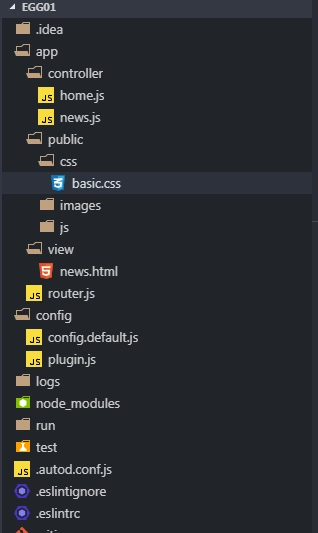 EGG01
.idea
app
controller
JS home.js
JS news.js
public
css
basic.css
images
js
view
news.html
JS router.js
config
JS config.default.js
JS plugin.js
logs
node_modules
run
test
JS .autod.conf.js
.eslintignore
.eslintrc